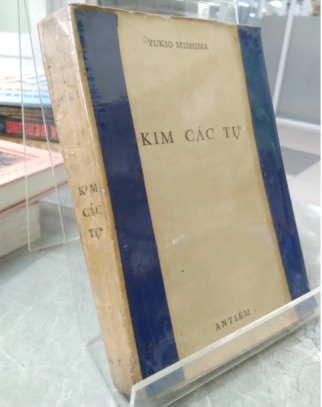 YUKIO MISHIMA
KIM CÁC TỰ
AN TIÊM
KIM
CÁC
TỰ